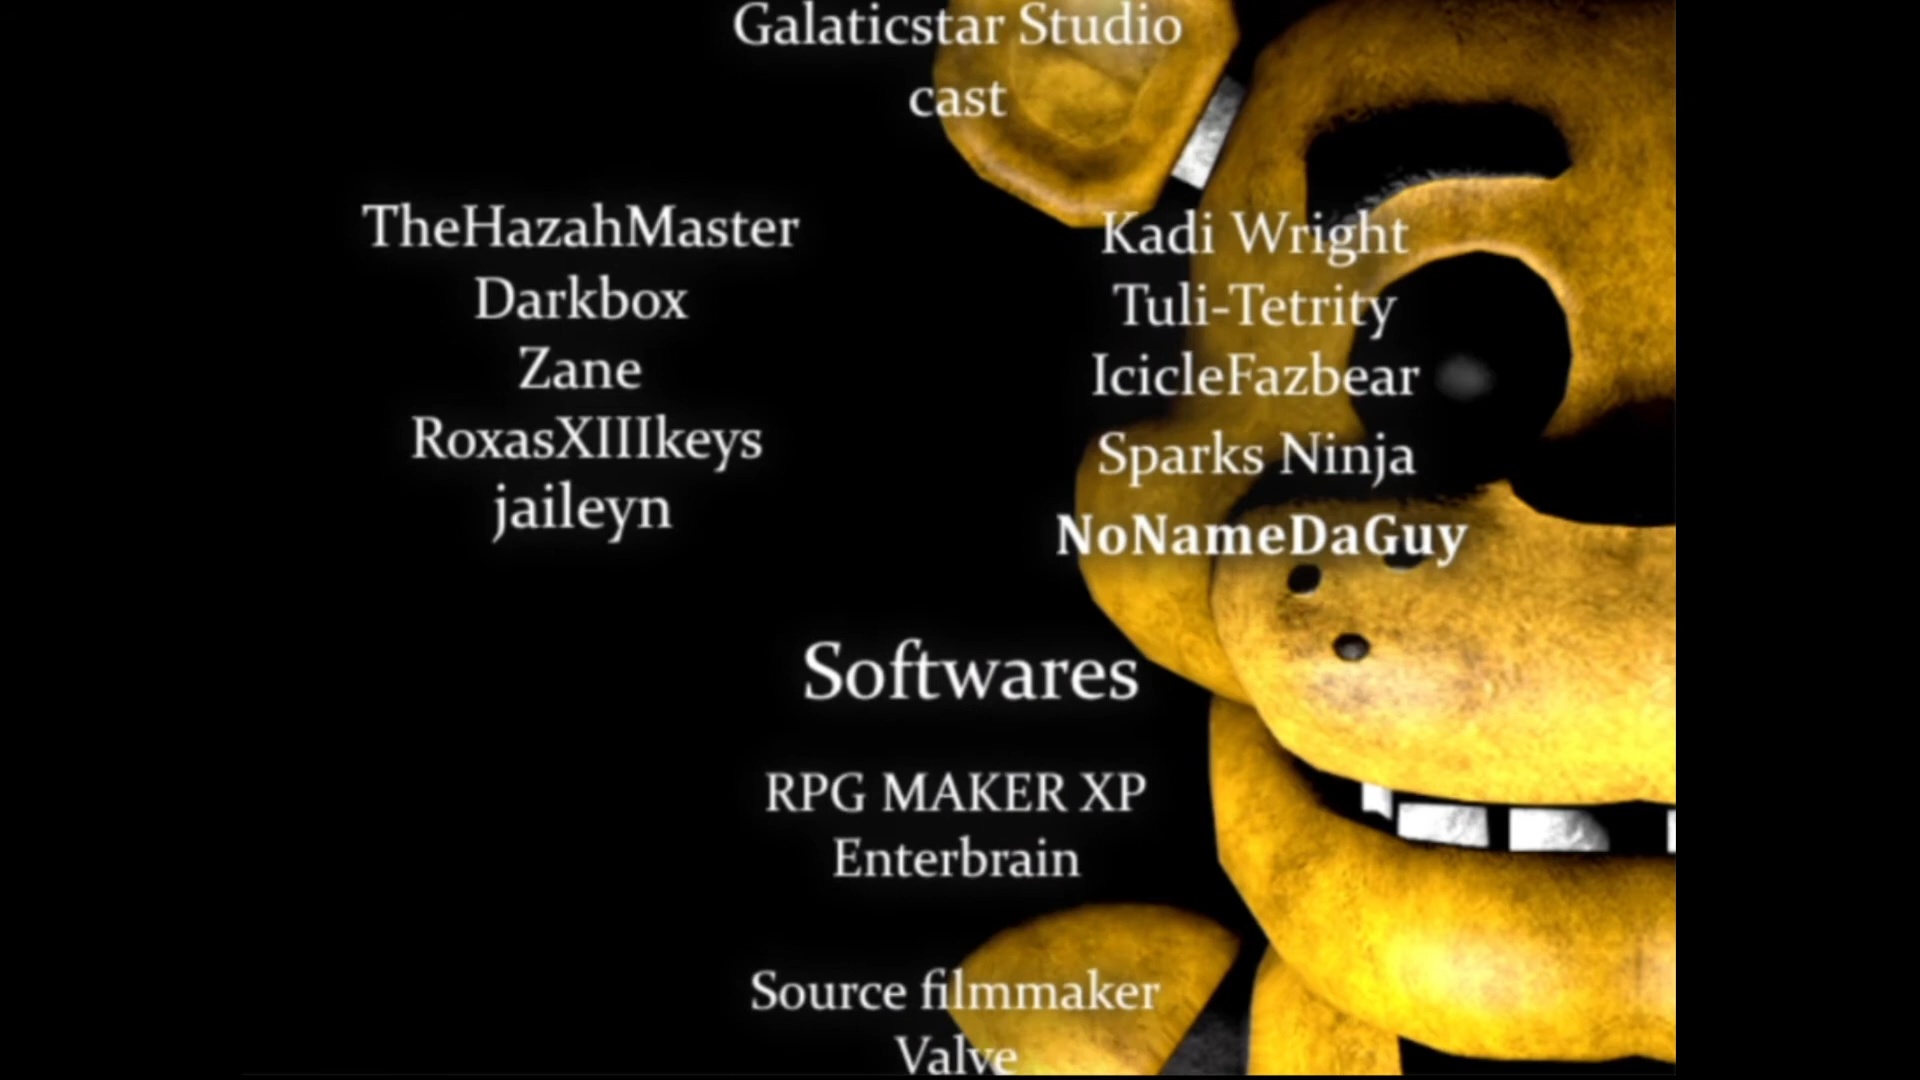 Galaticstar Studio
cast
TheHazahMaster
Darkbox
Zane
RoxasXIIIkeys
jaileyn
Kadi Wright
Tuli-Tetrity
IcicleFazbear
Sparks Ninja
NoNameDaGuy
Softwares
RPG MAKER XP
Enterbrain
Source filmmaker
Valve